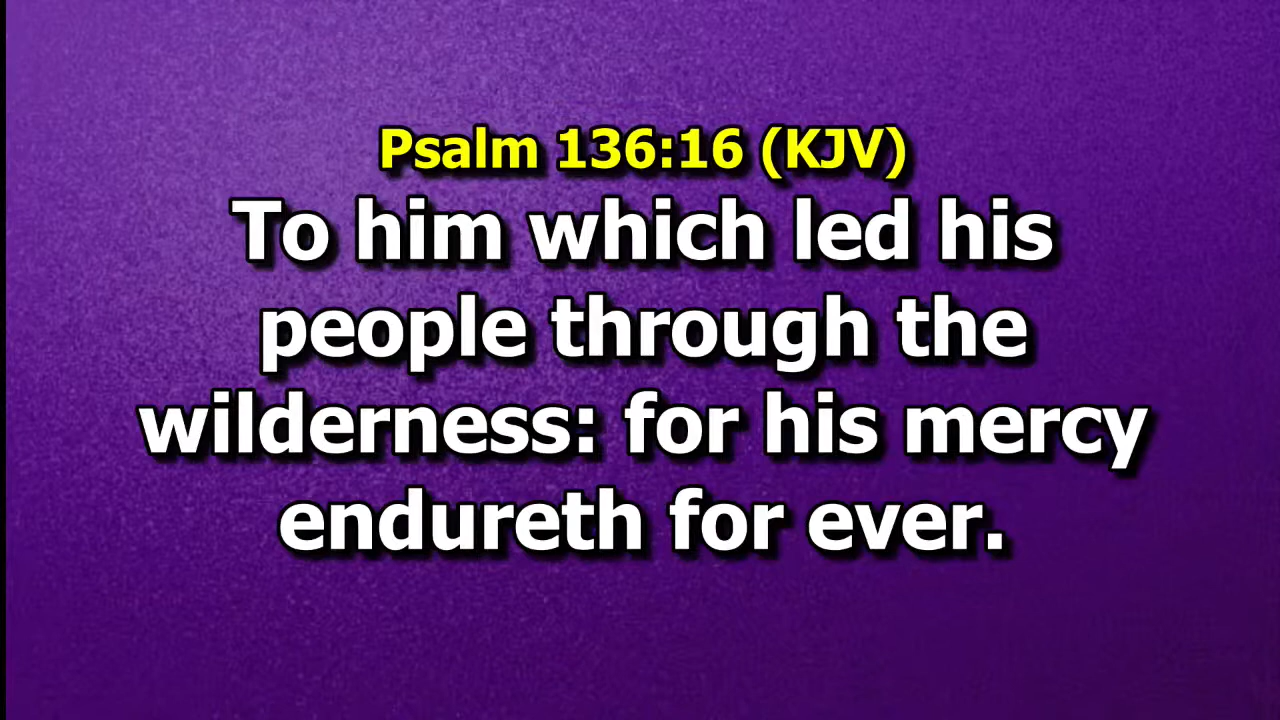 Psalm 136:16 (KJV)
To him which led his
people through the
wilderness: for his mercy
endureth for ever.